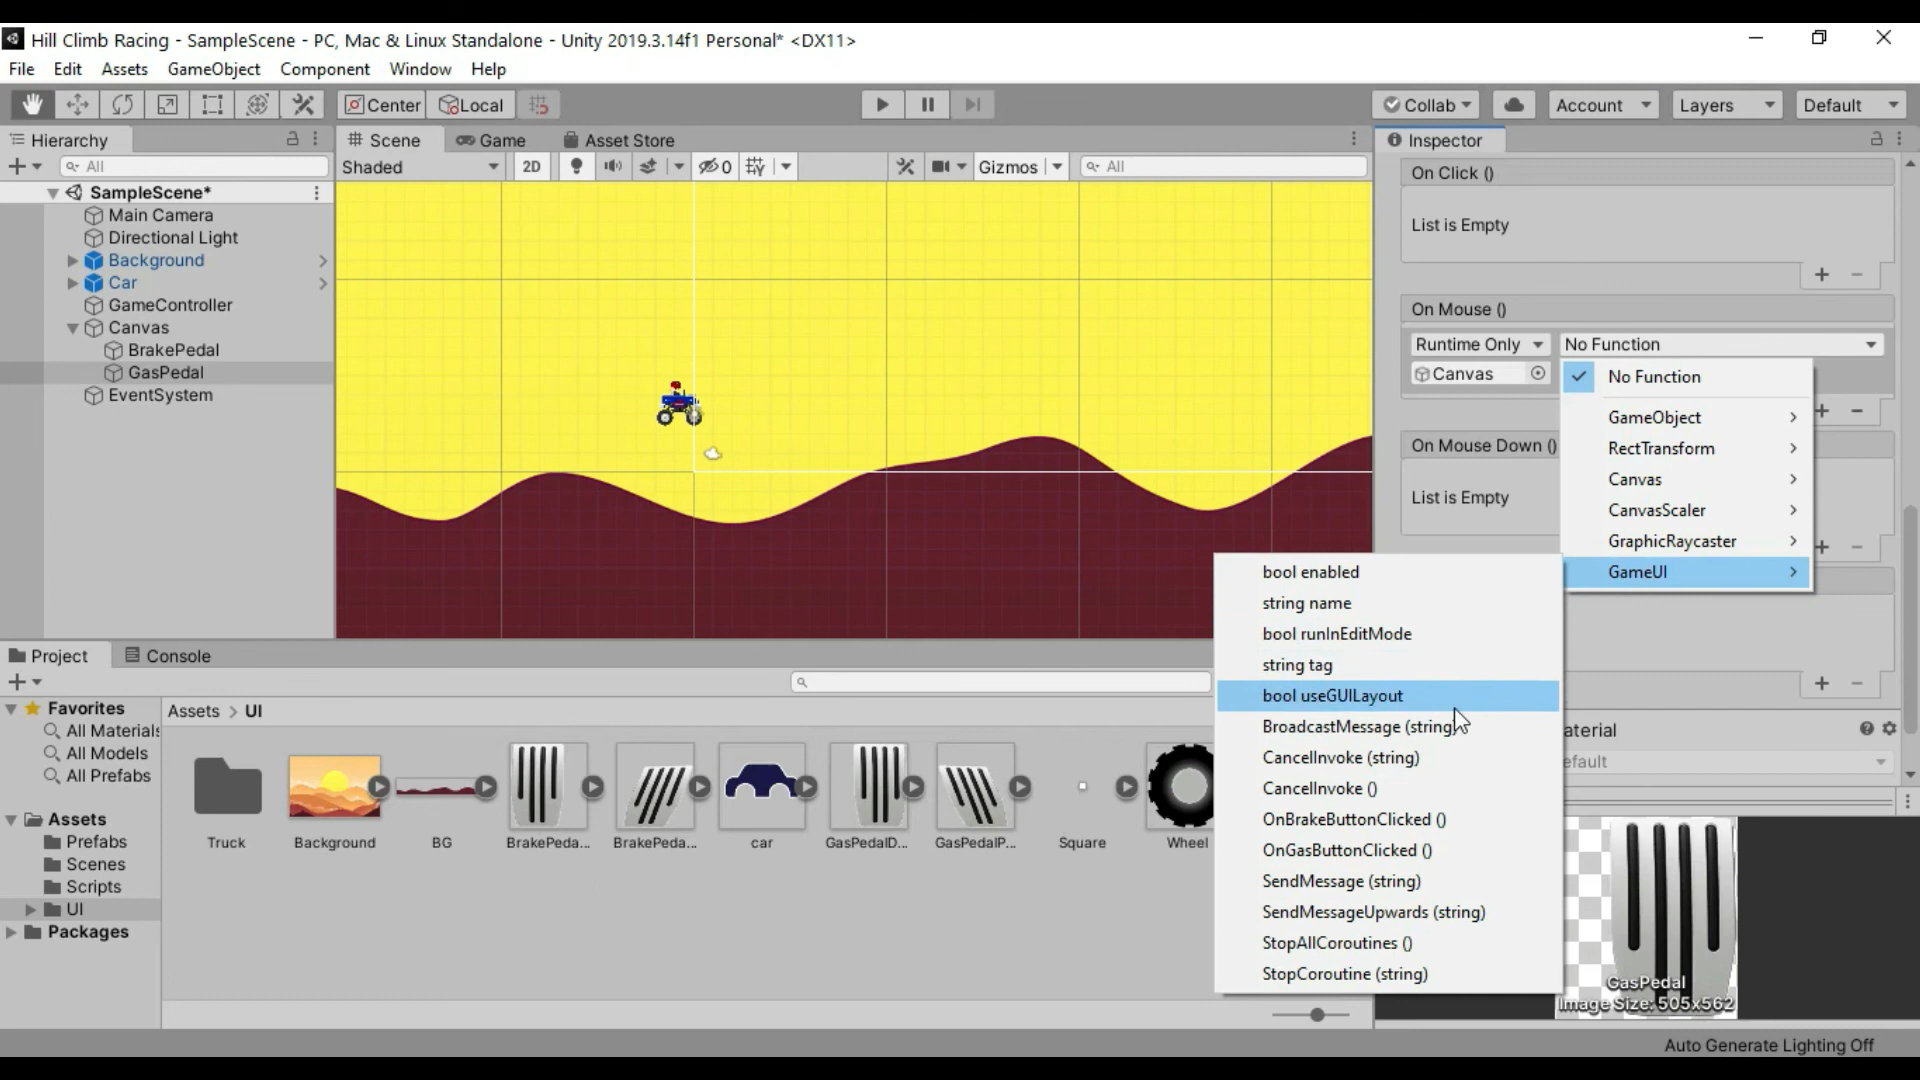 Hill Climb Racing - SampleScene - PC, Mac & Linux Standalone - Unity 2019.3.14f1 Personal* <DX11>
File Edit Assets GameObject Component Window Help
Center Local Collab Account Layers Default
Hierarchy
All
SampleScene*
Main Camera
Directional Light
Background
Car
GameController
Canvas
BrakePedal
GasPedal
EventSystem
Scene Game Asset Store
Shaded 2D 0 Gizmos All
Inspector
On Click ()
List is Empty
On Mouse ()
Runtime Only No Function
Canvas
On Mouse Down ()
List is Empty
No Function
GameObject
RectTransform
Canvas
CanvasScaler
GraphicRaycaster
GameUI
bool enabled
string name
bool runInEditMode
string tag
bool useGUILayout
BroadcastMessage (string)
CancelInvoke (string)
CancelInvoke ()
OnBrakeButtonClicked ()
OnGasButtonClicked ()
SendMessage (string)
SendMessageUpwards (string)
StopAllCoroutines ()
StopCoroutine (string)
aterial
efault
GasPedal
Image Size: 505x562
Project Console
Favorites
All Materials
All Models
All Prefabs
Assets
Prefabs
Scenes
Scripts
UI
Packages
Assets > UI
Truck Background BG BrakePeda... BrakePeda... car GasPedalD... GasPedalP... Square Wheel
Auto Generate Lighting Off